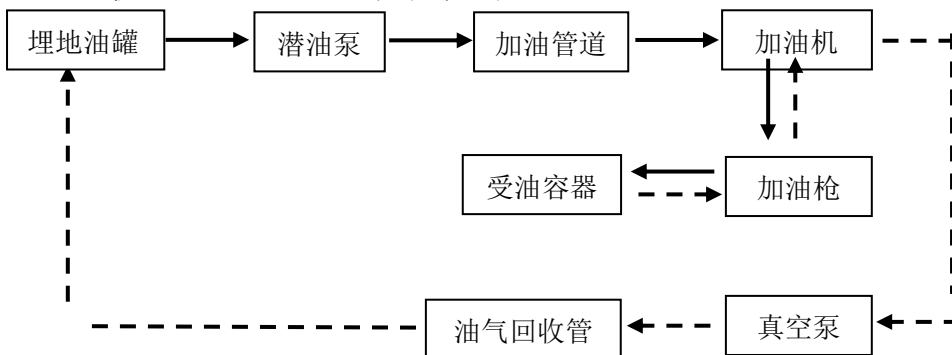 埋地油罐
潜油泵
加油管道
加油机
受油容器
加油枪
油气回收管
真空泵